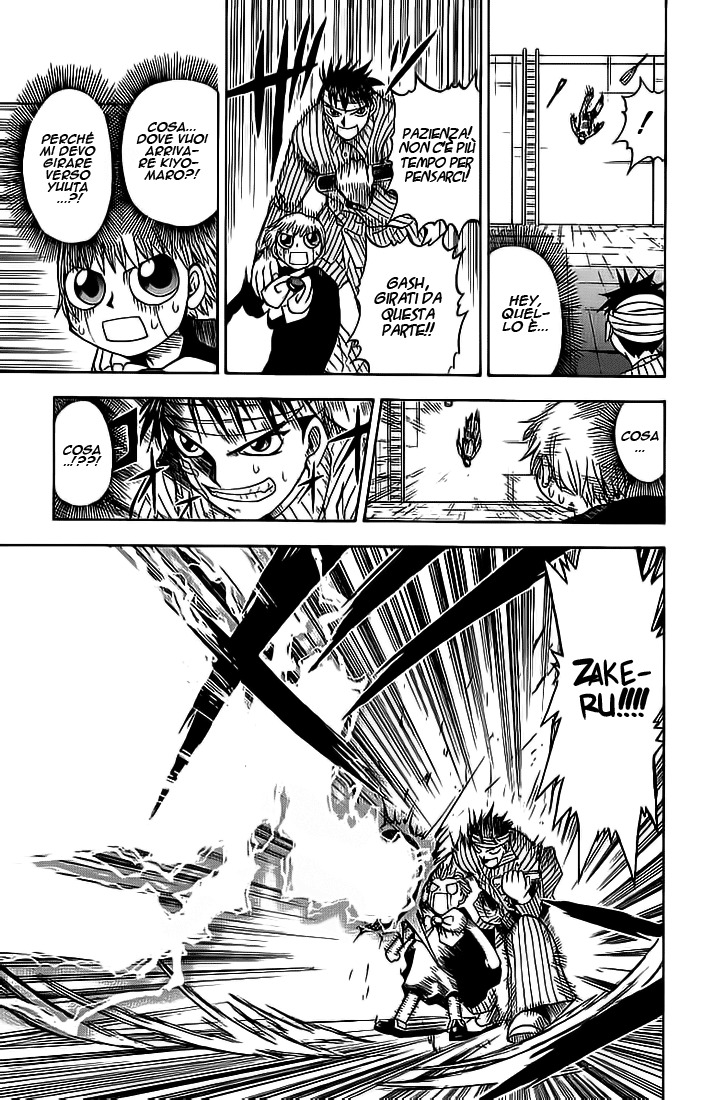 !
HEY,
QUEL-
LO È...
PAZIENZA!
NON C'È PIÙ
TEMPO PER
PENSARCI!
GASH,
GIRATI DA
QUESTA
PARTE!!
COSA...
DOVE VUOI
ARRIVA-
RE KIYO-
MARO?!
PERCHÉ
MI DEVO
GIRARE
VERSO
YUUTA
...?!
COSA
...
COSA
...!??!
ZAKE-
RU!!!!